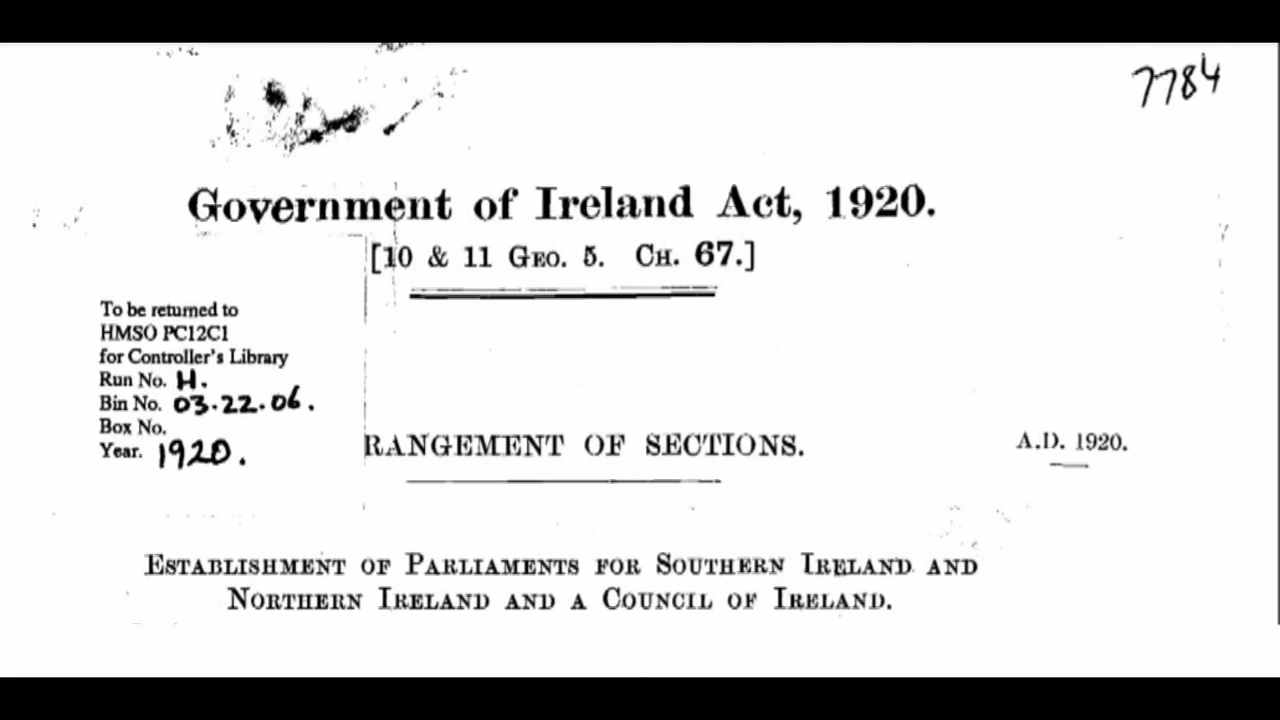 7784
Government of Ireland Act, 1920.
[10 & 11 GEO. 5. CH. 67.]
To be returned to
HMSO PC12C1
for Controller's Library
Run No. H.
Bin No. 03.22.06.
Box No.
Year. 1920.
RANGEMENT OF SECTIONS.
A.D. 1920.
ESTABLISHMENT OF PARLIAMENTS FOR SOUTHERN IRELAND AND
NORTHERN IRELAND AND A COUNCIL OF IRELAND.